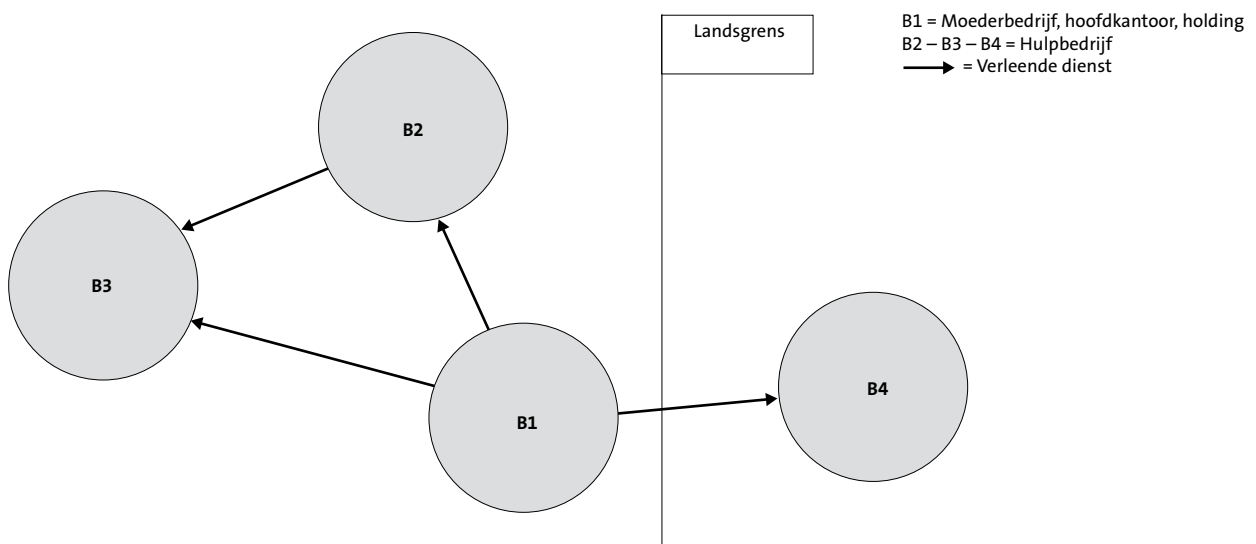 Landsgrens
B1 = Moederbedrijf, hoofdkantoor, holding
B2 – B3 – B4 = Hulpbedrijf
= Verleende dienst
B2
B3
B4
B1